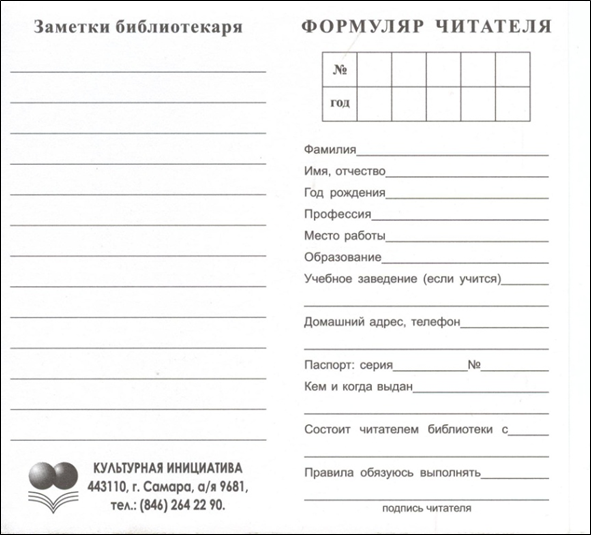 Заметки библиотекаря
КУЛЬТУРНАЯ ИНИЦИАТИВА
443110, г. Самара, а/я 9681,
тел.: (846) 264 22 90.
ФОРМУЛЯР ЧИТАТЕЛЯ
№
год
Фамилия
Имя, отчество
Год рождения
Профессия
Место работы
Образование
Учебное заведение (если учится)
Домашний адрес, телефон
Паспорт: серия №
Кем и когда выдан
Состоит читателем библиотеки с
Правила обязуюсь выполнять
подпись читателя